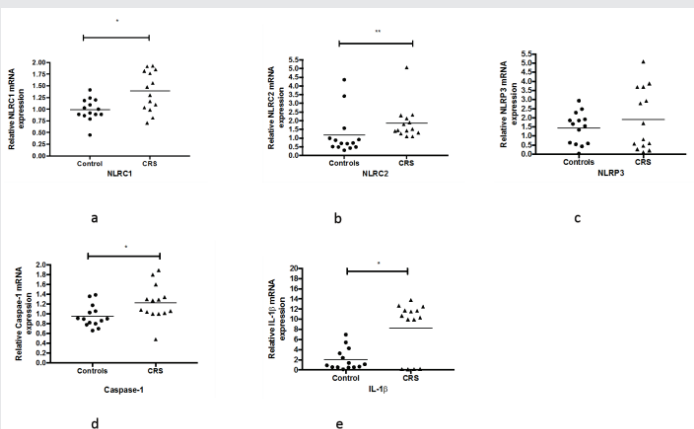 *
2.00
1.75
1.50
1.25
1.00
0.75
0.50
0.25
0.00
Relative NLRC1 mRNA
expression
Control
CRS
NLRC1
a
**
5.5
5.0
4.5
4.0
3.5
3.0
2.5
2.0
1.5
1.0
0.5
0.0
Relative NLRC2 mRNA
expression
Control
CRS
NLRC2
b
5.5
5.0
4.5
4.0
3.5
3.0
2.5
2.0
1.5
1.0
0.5
0.0
Relative NLRP3 mRNA
expression
Controls
CRS
NLRP3
c
*
2.0
1.8
1.6
1.4
1.2
1.0
0.8
0.6
0.4
0.2
0.0
Relative Caspae-1 mRNA
expression
Controls
CRS
Caspase-1
d
*
20
18
16
14
12
10
8
6
4
2
0
Relative IL-1β mRNA
expression
Control
CRS
IL-1β
e